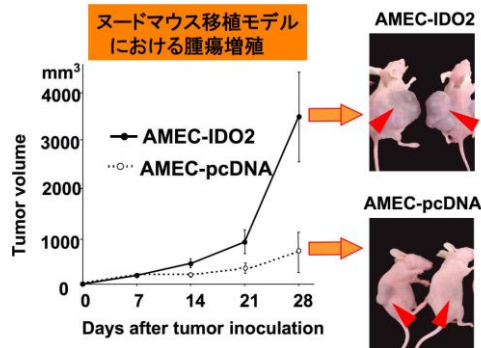 ヌードマウス移植モデル
における腫瘍増殖
mm³
4000
3000
2000
1000
0
Tumor volume
AMEC-IDO2
AMEC-pcDNA
0 7 14 21 28
Days after tumor inoculation
AMEC-IDO2
AMEC-pcDNA